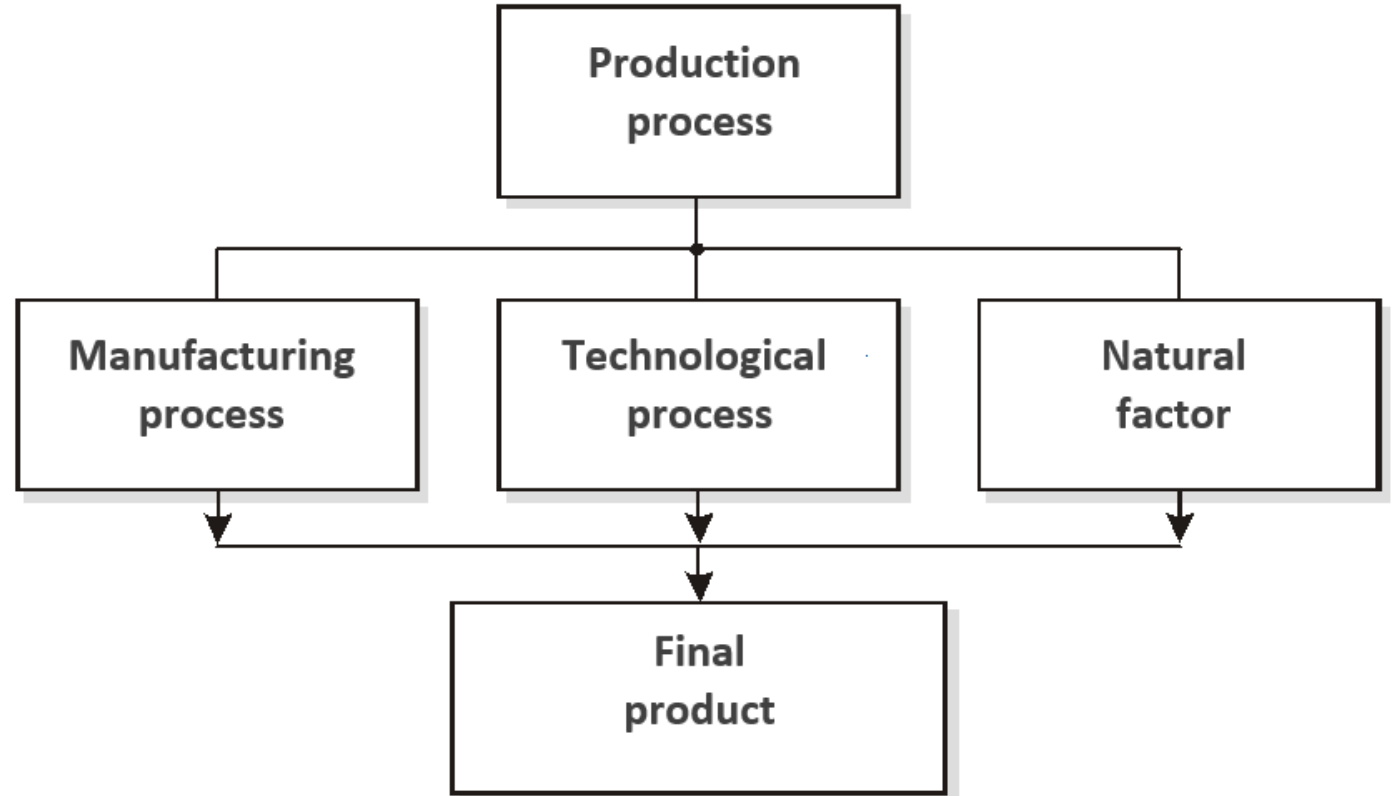 Production
process
Manufacturing
process
Technological
process
Natural
factor
Final
product